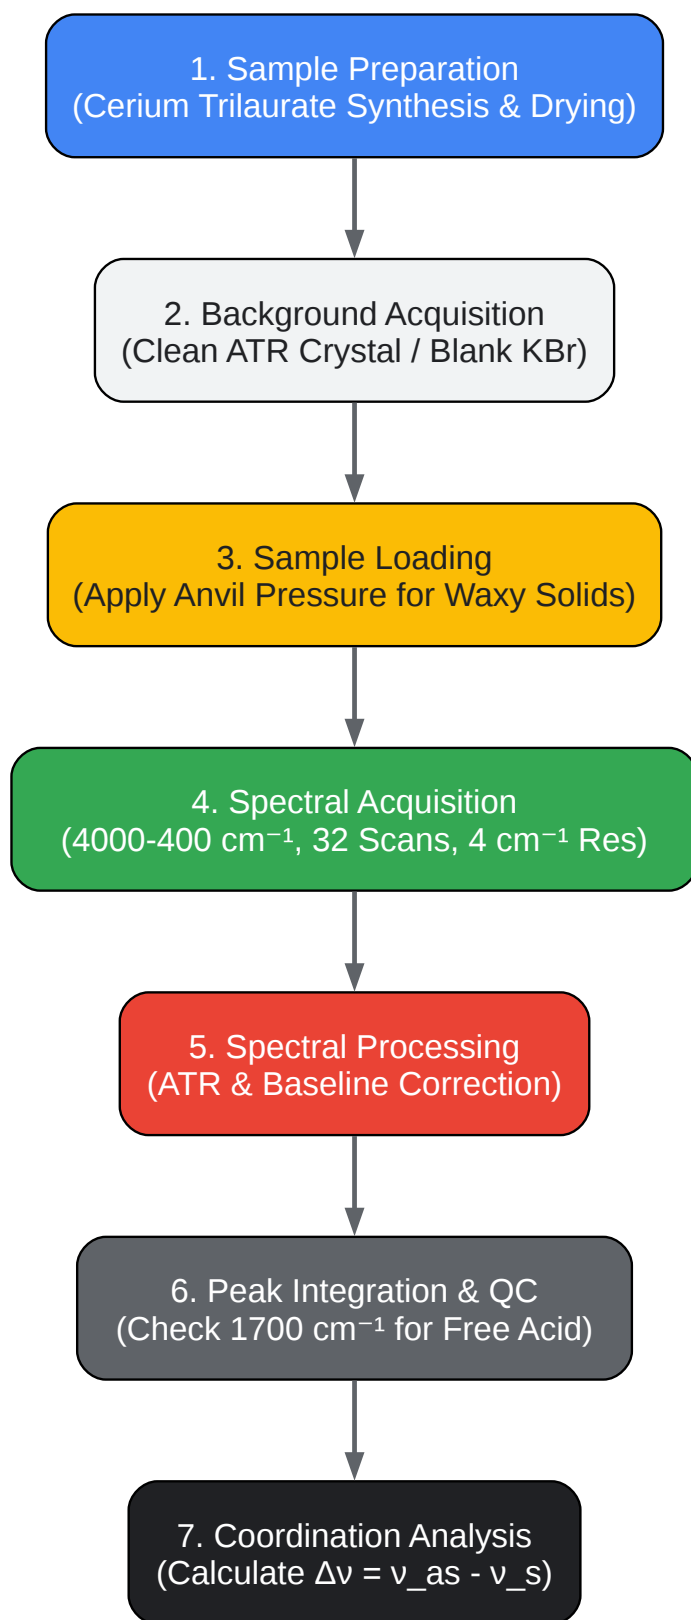 1. Sample Preparation
(Cerium Trilaurate Synthesis & Drying)
2. Background Acquisition
(Clean ATR Crystal / Blank KBr)
3. Sample Loading
(Apply Anvil Pressure for Waxy Solids)
4. Spectral Acquisition
(4000-400 cm⁻¹, 32 Scans, 4 cm⁻¹ Res)
5. Spectral Processing
(ATR & Baseline Correction)
6. Peak Integration & QC
(Check 1700 cm⁻¹ for Free Acid)
7. Coordination Analysis
(Calculate Δν = ν_as - ν_s)